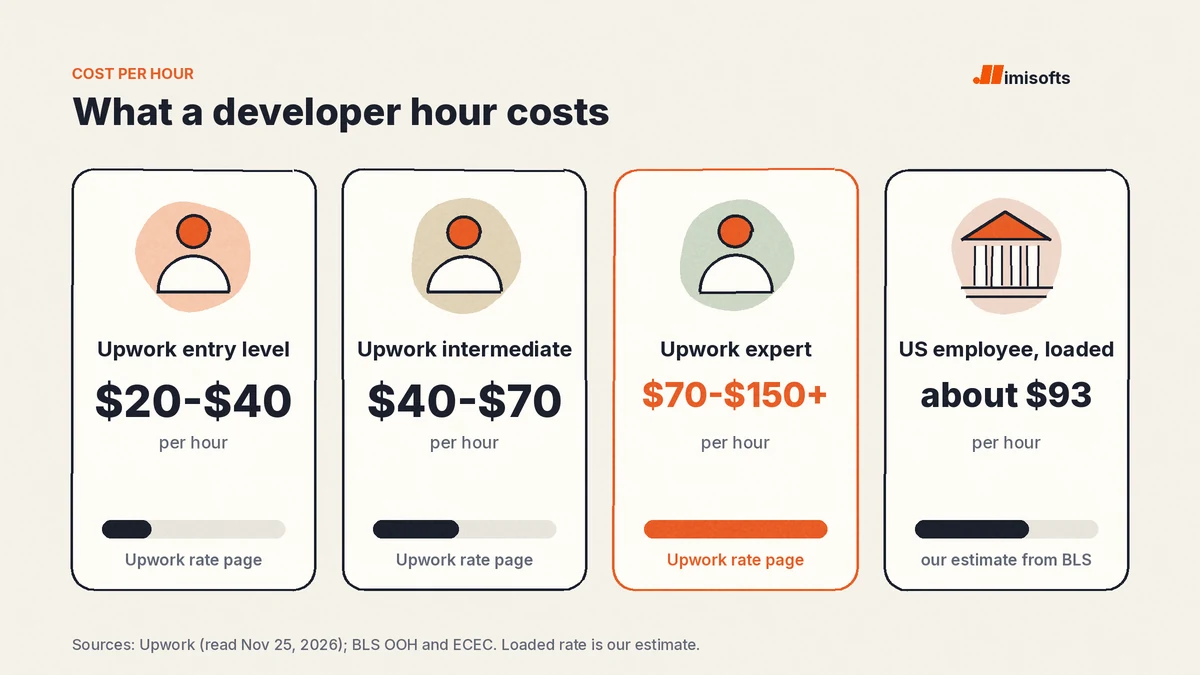 COST PER HOUR
What a developer hour costs
imisofts
Upwork entry level
$20-$40
per hour
Upwork rate page
Upwork intermediate
$40-$70
per hour
Upwork rate page
Upwork expert
$70-$150+
per hour
Upwork rate page
US employee, loaded
about $93
per hour
our estimate from BLS
Sources: Upwork (read Nov 25, 2026); BLS OOH and ECEC. Loaded rate is our estimate.